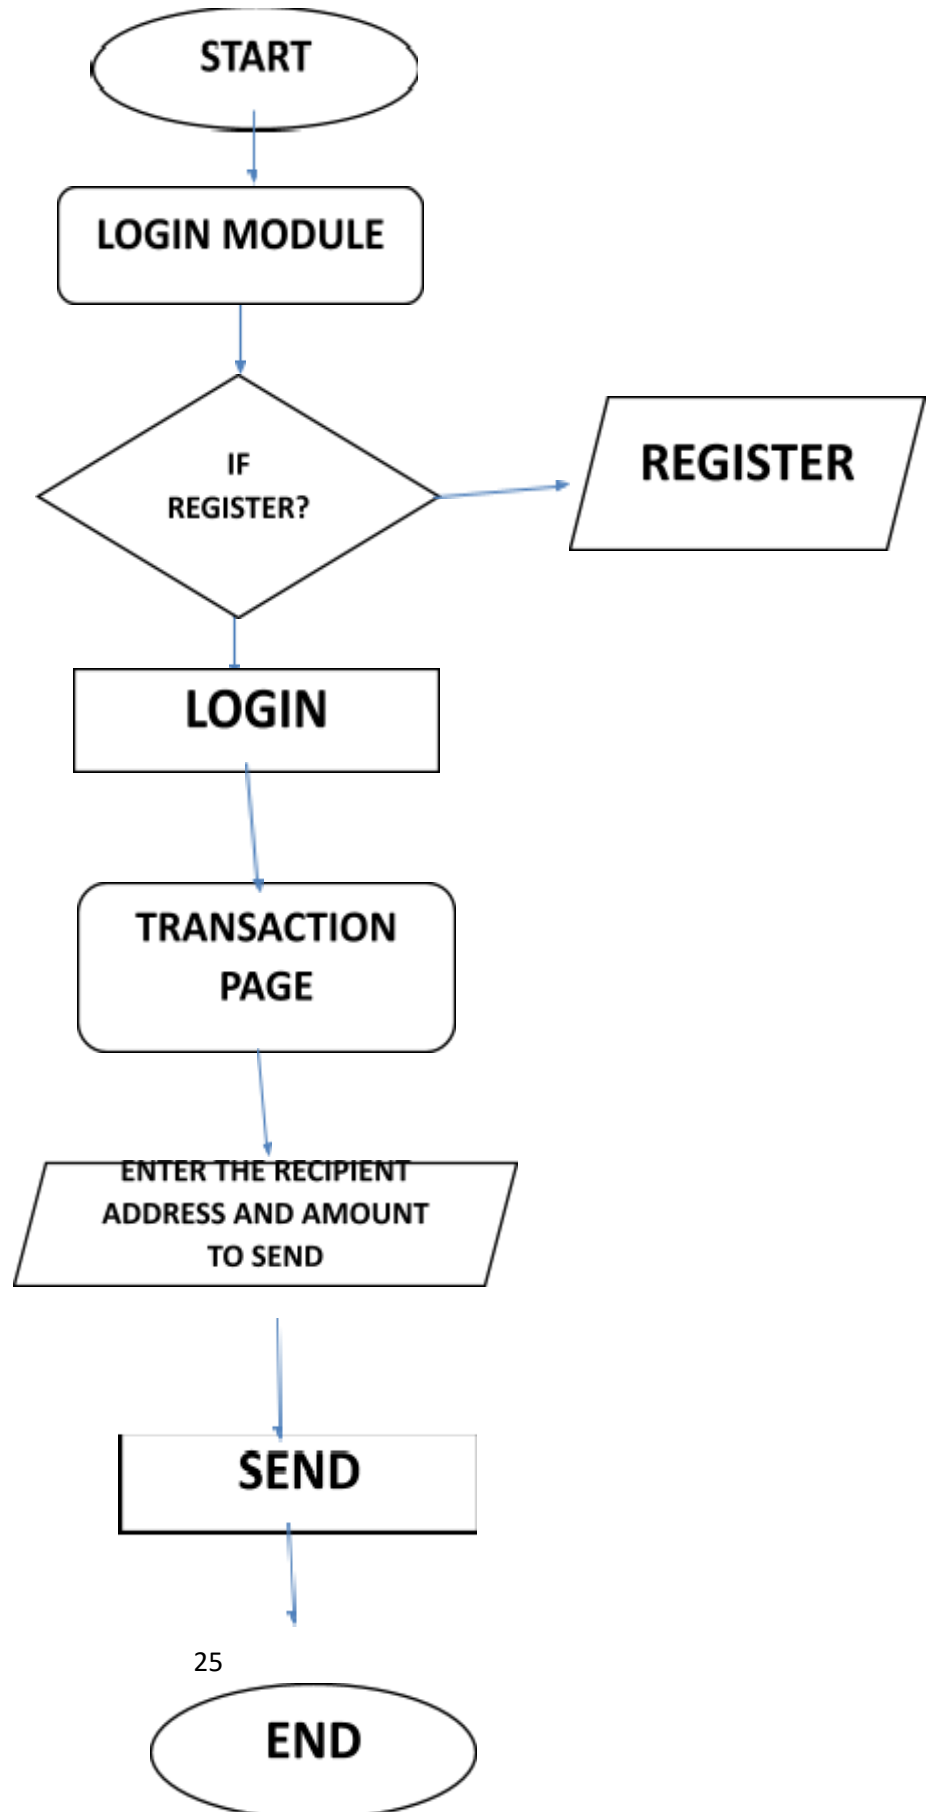 START
LOGIN MODULE
IF
REGISTER?
REGISTER
LOGIN
TRANSACTION
PAGE
ENTER THE RECIPIENT
ADDRESS AND AMOUNT
TO SEND
SEND
25
END